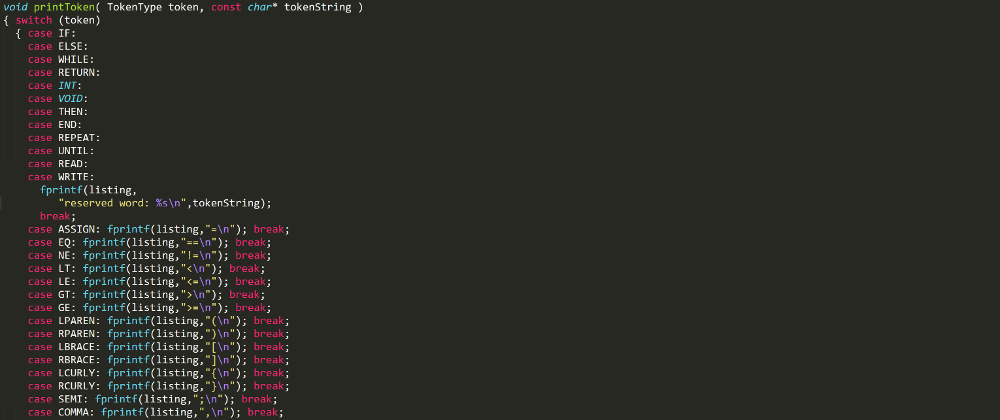 void printToken( TokenType token, const char* tokenString )
{ switch (token)
  { case IF:
    case ELSE:
    case WHILE:
    case RETURN:
    case INT:
    case VOID:
    case THEN:
    case END:
    case REPEAT:
    case UNTIL:
    case READ:
    case WRITE:
      fprintf(listing,
         "reserved word: %s\n",tokenString);
      break;
    case ASSIGN: fprintf(listing,"=\n"); break;
    case EQ: fprintf(listing,"==\n"); break;
    case NE: fprintf(listing,"!=\n"); break;
    case LT: fprintf(listing,"<\n"); break;
    case LE: fprintf(listing,"<=\n"); break;
    case GT: fprintf(listing,">\n"); break;
    case GE: fprintf(listing,">=\n"); break;
    case LPAREN: fprintf(listing,"(\n"); break;
    case RPAREN: fprintf(listing,")\n"); break;
    case LBRACE: fprintf(listing,"[\n"); break;
    case RBRACE: fprintf(listing,"]\n"); break;
    case LCURLY: fprintf(listing,"{\n"); break;
    case RCURLY: fprintf(listing,"}\n"); break;
    case SEMI: fprintf(listing,";\n"); break;
    case COMMA: fprintf(listing,",\n"); break;